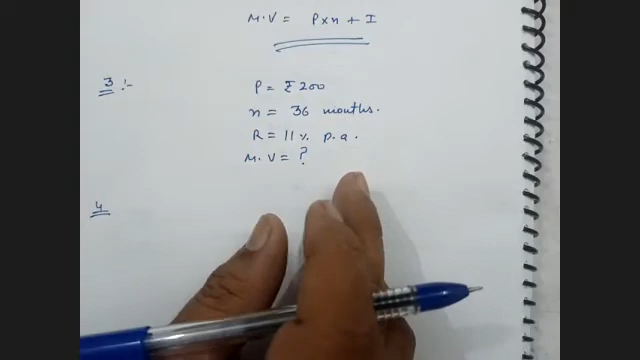 M.V = P×n + I
3 :-
P = ₹200
n = 36 months.
R = 11% p.a.
M.V = ?
4